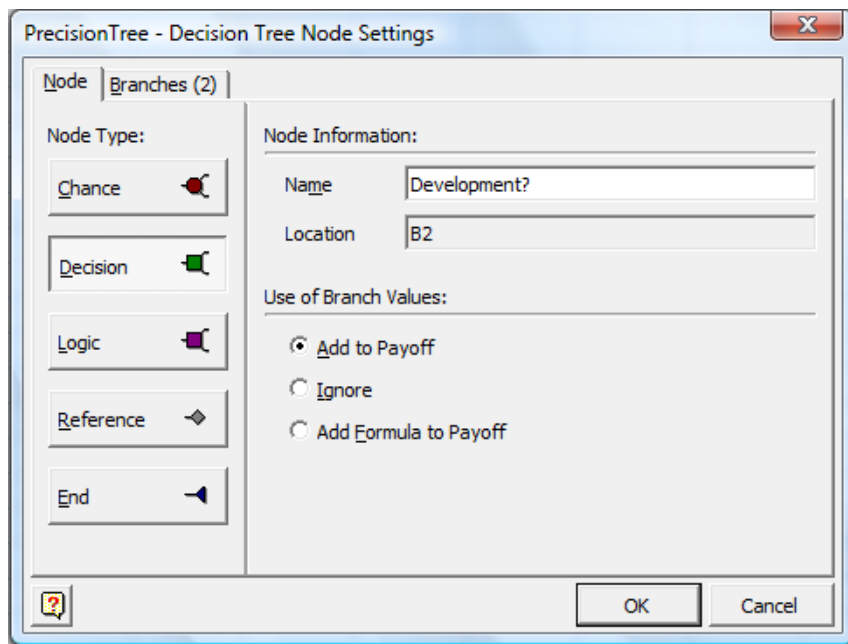 PrecisionTree - Decision Tree Node Settings
Node Branches (2)
Node Type:
Chance
Decision
Logic
Reference
End
Node Information:
Name Development?
Location B2
Use of Branch Values:
Add to Payoff
Ignore
Add Formula to Payoff
?
OK Cancel